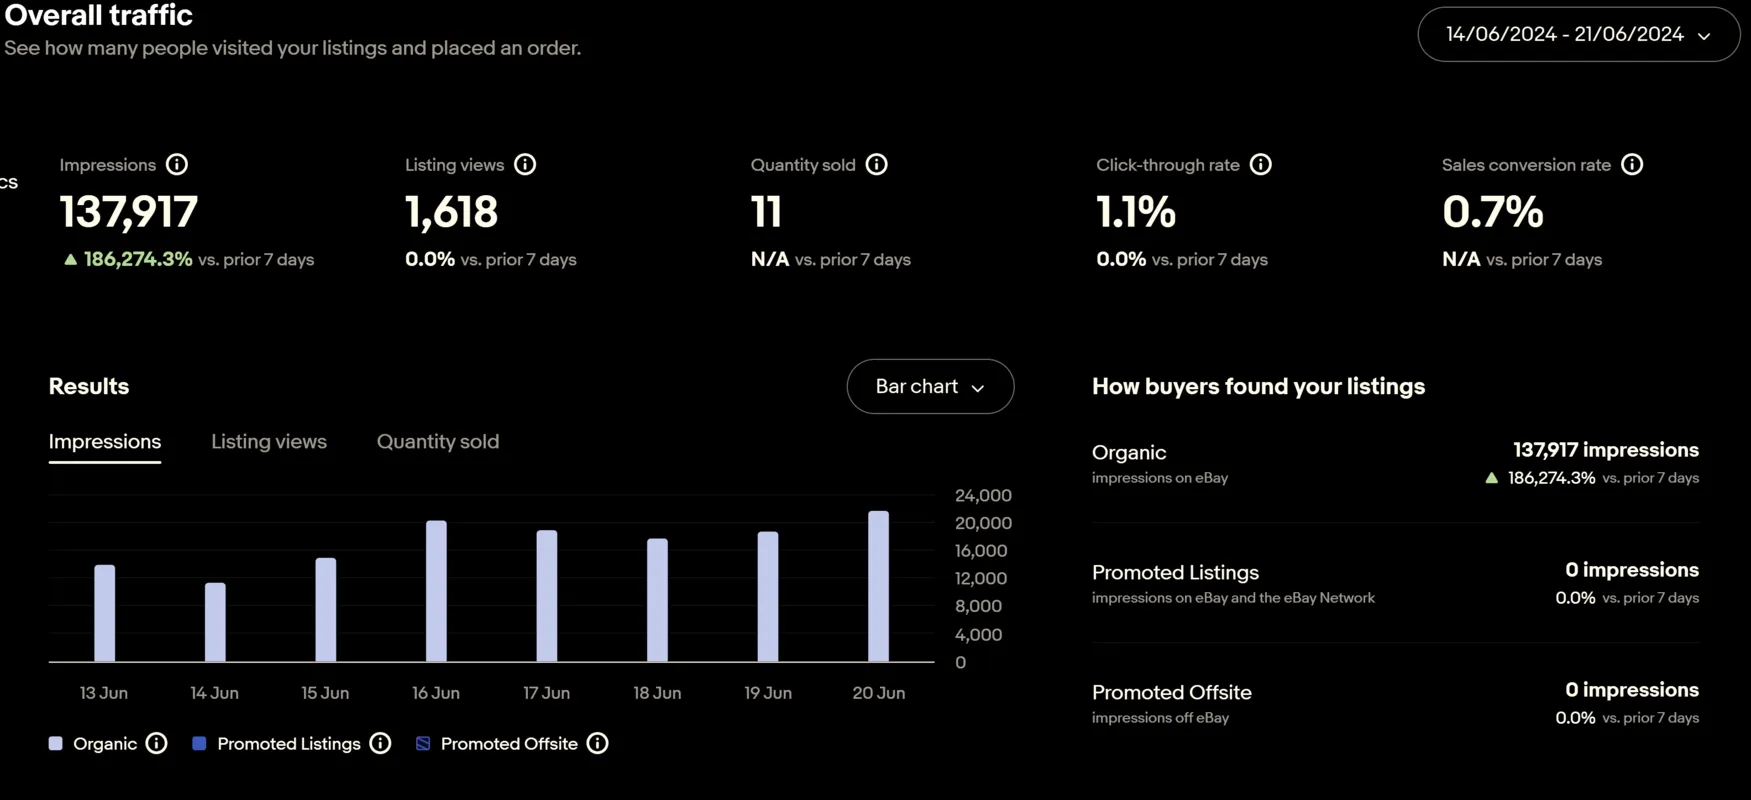 Overall traffic
See how many people visited your listings and placed an order.
14/06/2024 - 21/06/2024
cs
Impressions
137,917
186,274.3% vs. prior 7 days
Listing views
1,618
0.0% vs. prior 7 days
Quantity sold
11
N/A vs. prior 7 days
Click-through rate
1.1%
0.0% vs. prior 7 days
Sales conversion rate
0.7%
N/A vs. prior 7 days
Results
Bar chart
Impressions
Listing views
Quantity sold
24,000
20,000
16,000
12,000
8,000
4,000
0
13 Jun
14 Jun
15 Jun
16 Jun
17 Jun
18 Jun
19 Jun
20 Jun
Organic
Promoted Listings
Promoted Offsite
How buyers found your listings
Organic
137,917 impressions
impressions on eBay
186,274.3% vs. prior 7 days
Promoted Listings
0 impressions
impressions on eBay and the eBay Network
0.0% vs. prior 7 days
Promoted Offsite
0 impressions
impressions off eBay
0.0% vs. prior 7 days